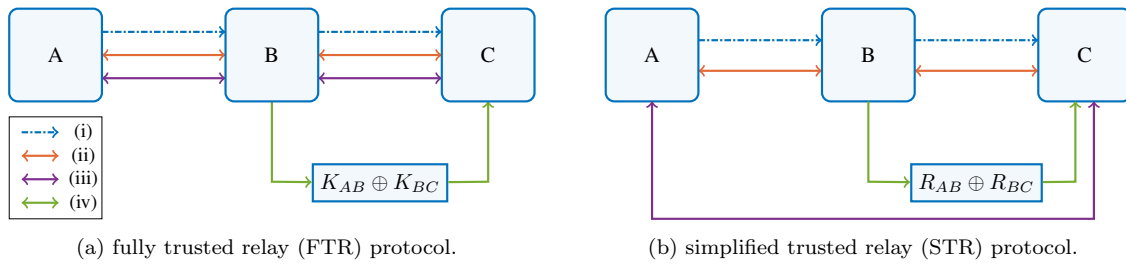 A B C
A B C
(i)
(ii)
(iii)
(iv)
K_{AB} ⊕ K_{BC}
R_{AB} ⊕ R_{BC}
(a) fully trusted relay (FTR) protocol.
(b) simplified trusted relay (STR) protocol.